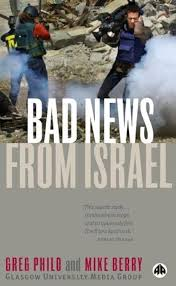 BAD NEWS
FROM ISRAEL
GREG PHILO and MIKE BERRY
GLASGOW UNIVERSITY MEDIA GROUP